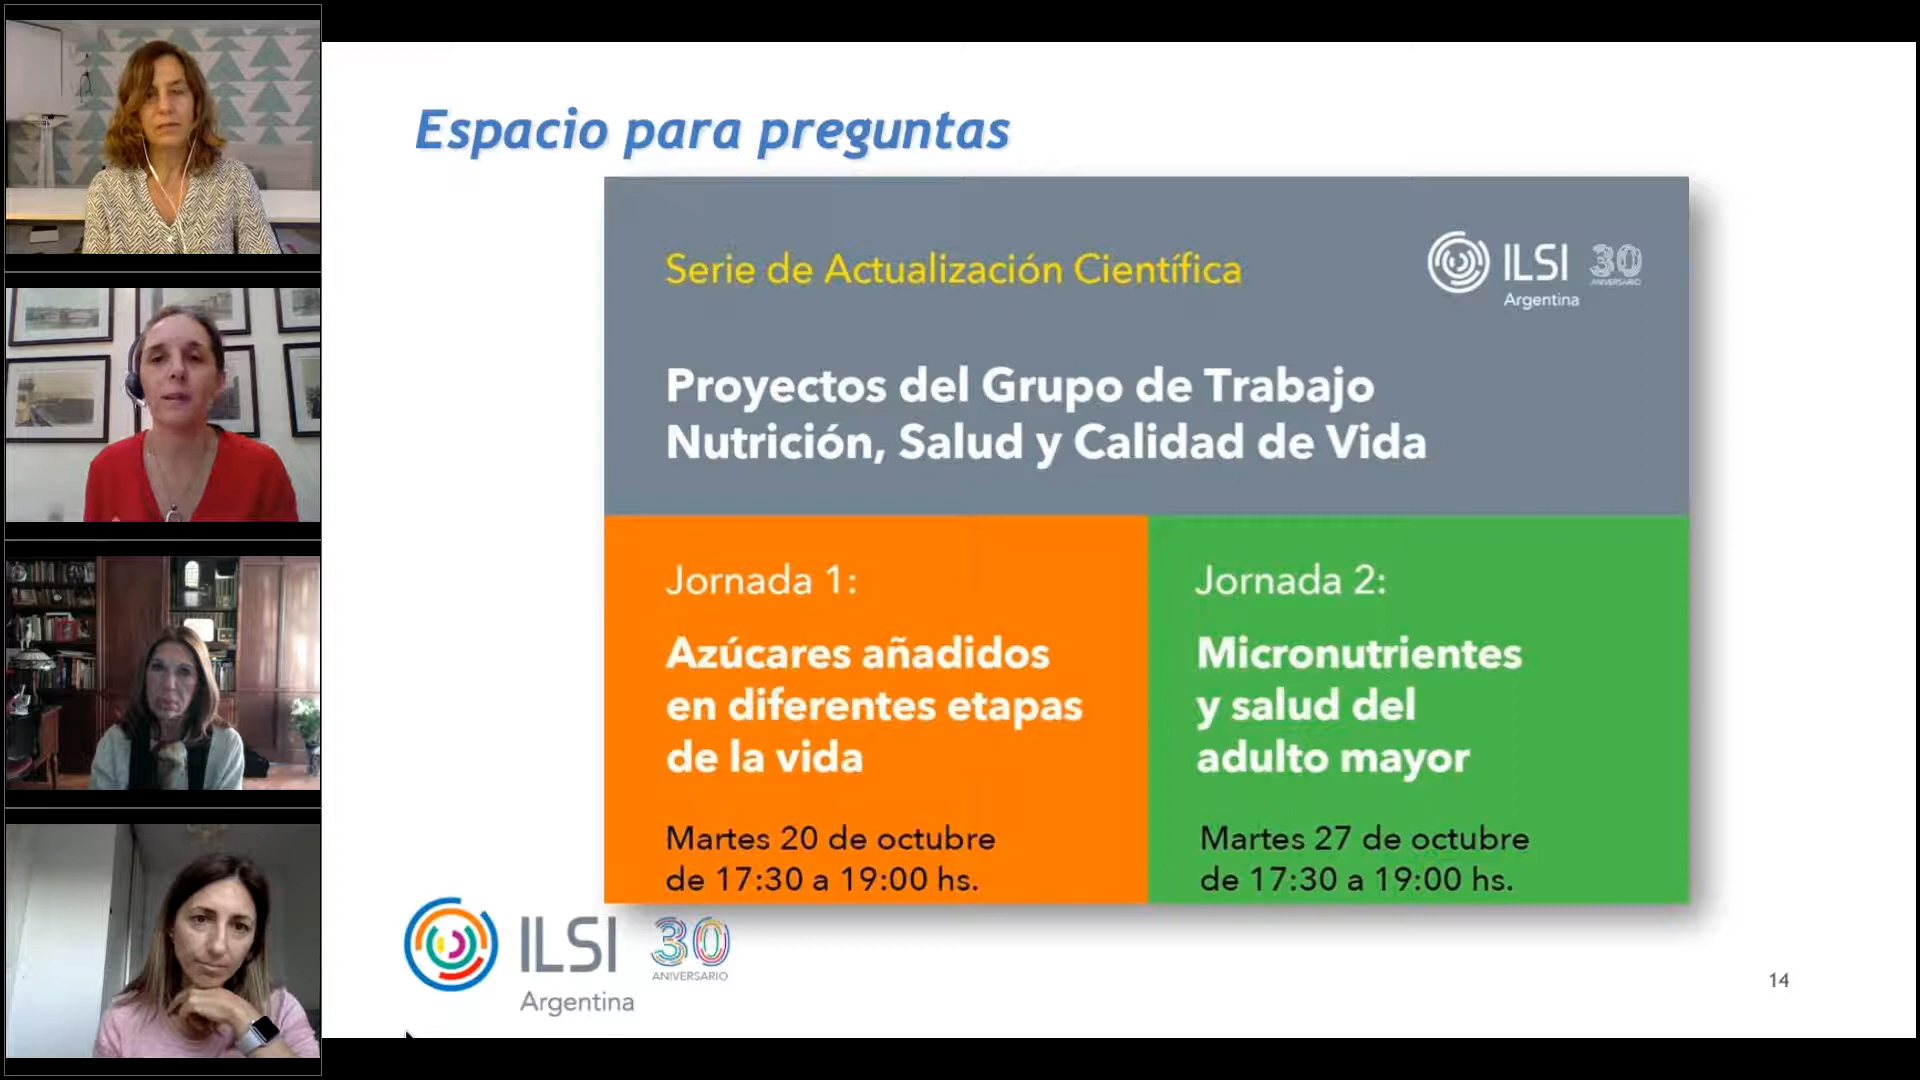 Espacio para preguntas
Serie de Actualización Científica
ILSI 30
ANIVERSARIO
Argentina
Proyectos del Grupo de Trabajo
Nutrición, Salud y Calidad de Vida
Jornada 1:
Azúcares añadidos
en diferentes etapas
de la vida
Martes 20 de octubre
de 17:30 a 19:00 hs.
Jornada 2:
Micronutrientes
y salud del
adulto mayor
Martes 27 de octubre
de 17:30 a 19:00 hs.
ILSI 30
ANIVERSARIO
Argentina
14